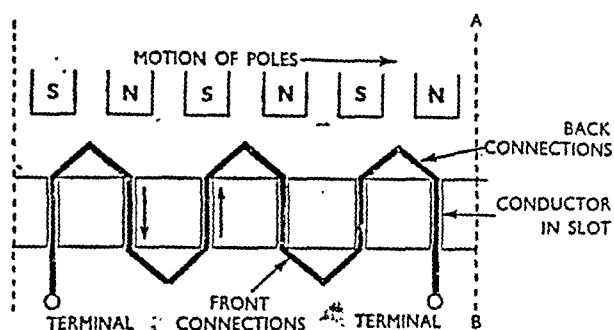 A
MOTION OF POLES
S N S N S N
BACK
CONNECTIONS
CONDUCTOR
IN SLOT
FRONT
TERMINAL CONNECTIONS TERMINAL B